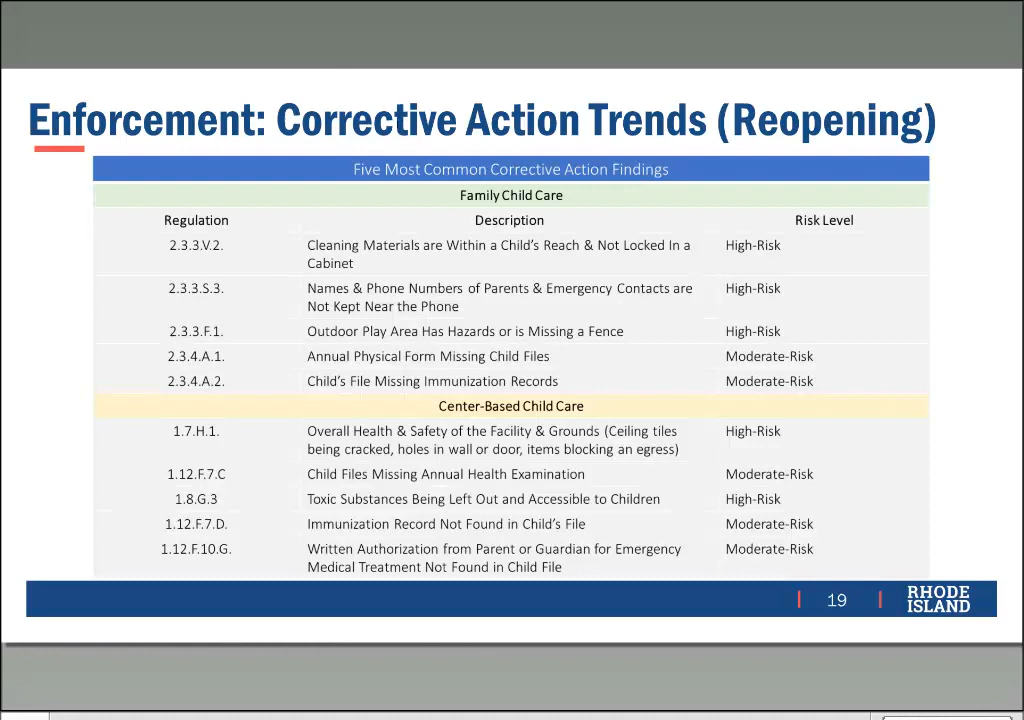 Enforcement: Corrective Action Trends (Reopening)
Five Most Common Corrective Action Findings
Family Child Care
Regulation Description Risk Level
2.3.3.V.2. Cleaning Materials are Within a Child's Reach & Not Locked In a High-Risk
Cabinet
2.3.3.S.3. Names & Phone Numbers of Parents & Emergency Contacts are High-Risk
Not Kept Near the Phone
2.3.3.F.1. Outdoor Play Area Has Hazards or is Missing a Fence High-Risk
2.3.4.A.1. Annual Physical Form Missing Child Files Moderate-Risk
2.3.4.A.2. Child's File Missing Immunization Records Moderate-Risk
Center-Based Child Care
1.7.H.1. Overall Health & Safety of the Facility & Grounds (Ceiling tiles High-Risk
being cracked, holes in wall or door, items blocking an egress)
1.12.F.7.C Child Files Missing Annual Health Examination Moderate-Risk
1.8.G.3 Toxic Substances Being Left Out and Accessible to Children High-Risk
1.12.F.7.D. Immunization Record Not Found in Child's File Moderate-Risk
1.12.F.10.G. Written Authorization from Parent or Guardian for Emergency Moderate-Risk
Medical Treatment Not Found in Child File
19
RHODE
ISLAND